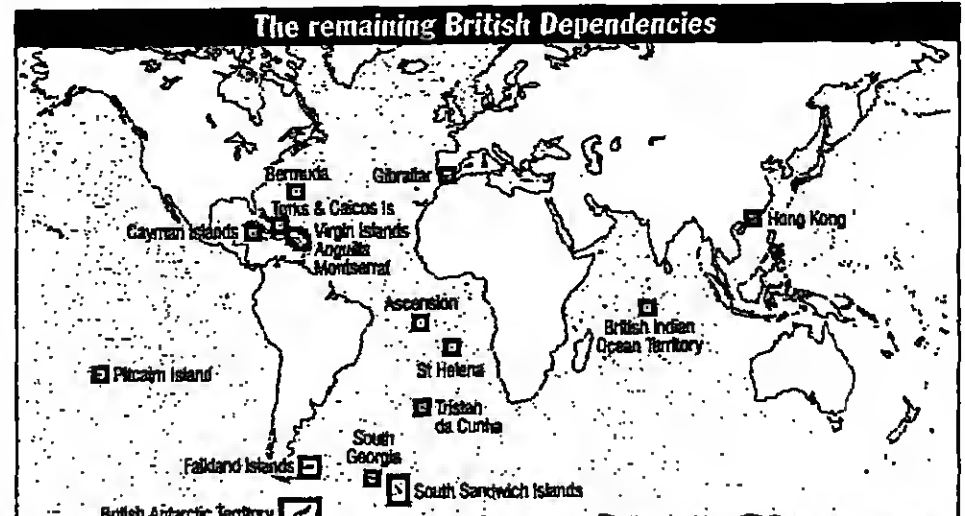 The remaining British Dependencies
Bermuda
Gibraltar
Turks & Caicos Is
Cayman Islands
Virgin Islands
Anguilla
Montserrat
Hong Kong
Ascension
British Indian
Ocean Territory
St Helena
Pitcairn Island
Tristan
da Cunha
South
Georgia
Falkland Islands
South Sandwich Islands
British Antarctic Territory